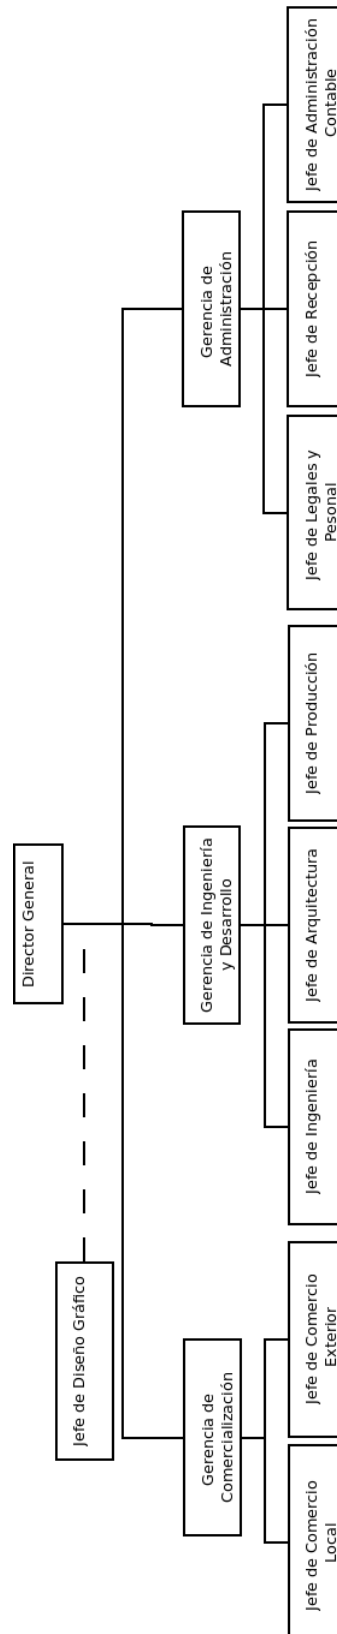 Director General
Jefe de Diseño Gráfico
Gerencia de
Comercialización
Gerencia de Ingeniería
y Desarrollo
Gerencia de
Administración
Jefe de Comercio
Local
Jefe de Comercio
Exterior
Jefe de Ingeniería
Jefe de Arquitectura
Jefe de Producción
Jefe de Legales y
Pesonal
Jefe de Recepción
Jefe de Administración
Contable